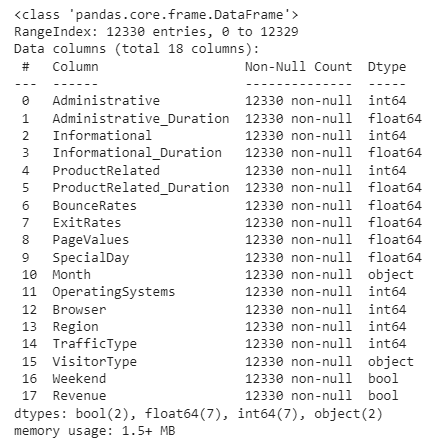 <class 'pandas.core.frame.DataFrame'>
RangeIndex: 12330 entries, 0 to 12329
Data columns (total 18 columns):
 #   Column                   Non-Null Count  Dtype
---  ------                   --------------  -----
 0   Administrative           12330 non-null  int64
 1   Administrative_Duration  12330 non-null  float64
 2   Informational            12330 non-null  int64
 3   Informational_Duration   12330 non-null  float64
 4   ProductRelated           12330 non-null  int64
 5   ProductRelated_Duration  12330 non-null  float64
 6   BounceRates              12330 non-null  float64
 7   ExitRates                12330 non-null  float64
 8   PageValues               12330 non-null  float64
 9   SpecialDay               12330 non-null  float64
 10  Month                    12330 non-null  object
 11  OperatingSystems         12330 non-null  int64
 12  Browser                  12330 non-null  int64
 13  Region                   12330 non-null  int64
 14  TrafficType              12330 non-null  int64
 15  VisitorType              12330 non-null  object
 16  Weekend                  12330 non-null  bool
 17  Revenue                  12330 non-null  bool
dtypes: bool(2), float64(7), int64(7), object(2)
memory usage: 1.5+ MB